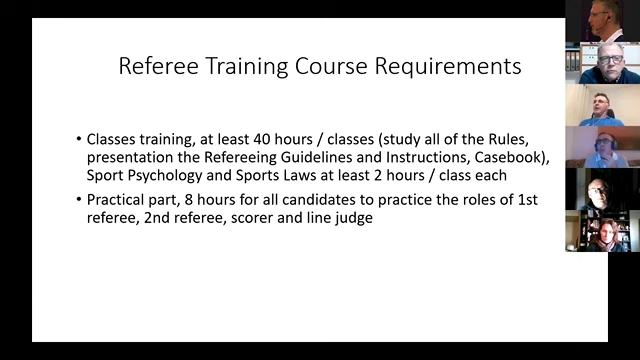 Referee Training Course Requirements
• Classes training, at least 40 hours / classes (study all of the Rules,
presentation the Refereeing Guidelines and Instructions, Casebook),
Sport Psychology and Sports Laws at least 2 hours / class each
• Practical part, 8 hours for all candidates to practice the roles of 1st
referee, 2nd referee, scorer and line judge